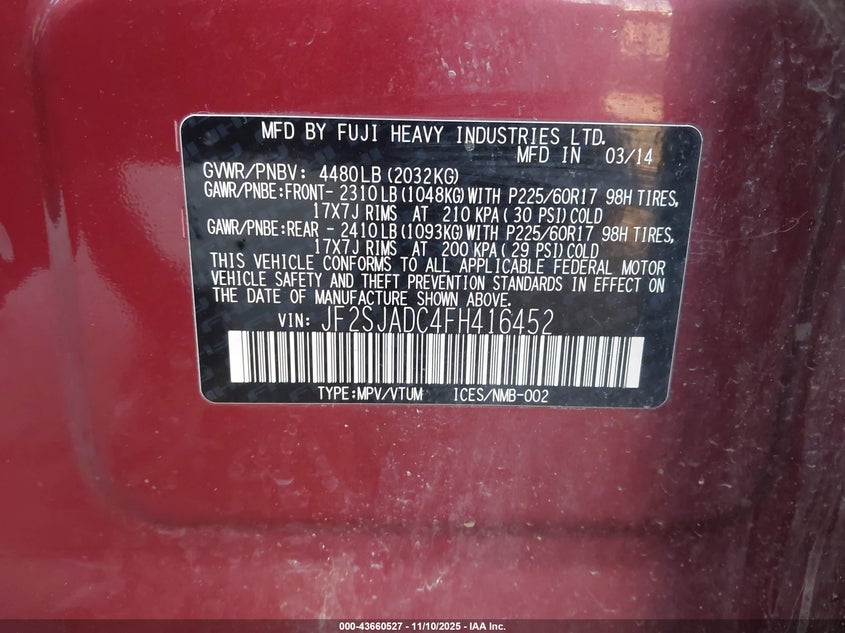 MFD BY FUJI HEAVY INDUSTRIES LTD.
MFD IN 03/14
GVWR/PNBV: 4480LB (2032KG)
GAWR/PNBE:FRONT- 2310LB (1048KG) WITH P225/60R17 98H TIRES,
17X7J RIMS AT 210 KPA ( 30 PSI) COLD
GAWR/PNBE:REAR - 2410LB (1093KG) WITH P225/60R17 98H TIRES,
17X7J RIMS AT 200 KPA ( 29 PSI) COLD
THIS VEHICLE CONFORMS TO ALL APPLICABLE FEDERAL MOTOR
VEHICLE SAFETY AND THEFT PREVENTION STANDARDS IN EFFECT ON
THE DATE OF MANUFACTURE SHOWN ABOVE.
VIN: JF2SJADC4FH416452
TYPE:MPV/VTUM ICES/NMB-002
000-43660527 - 11/10/2025 - IAA Inc.